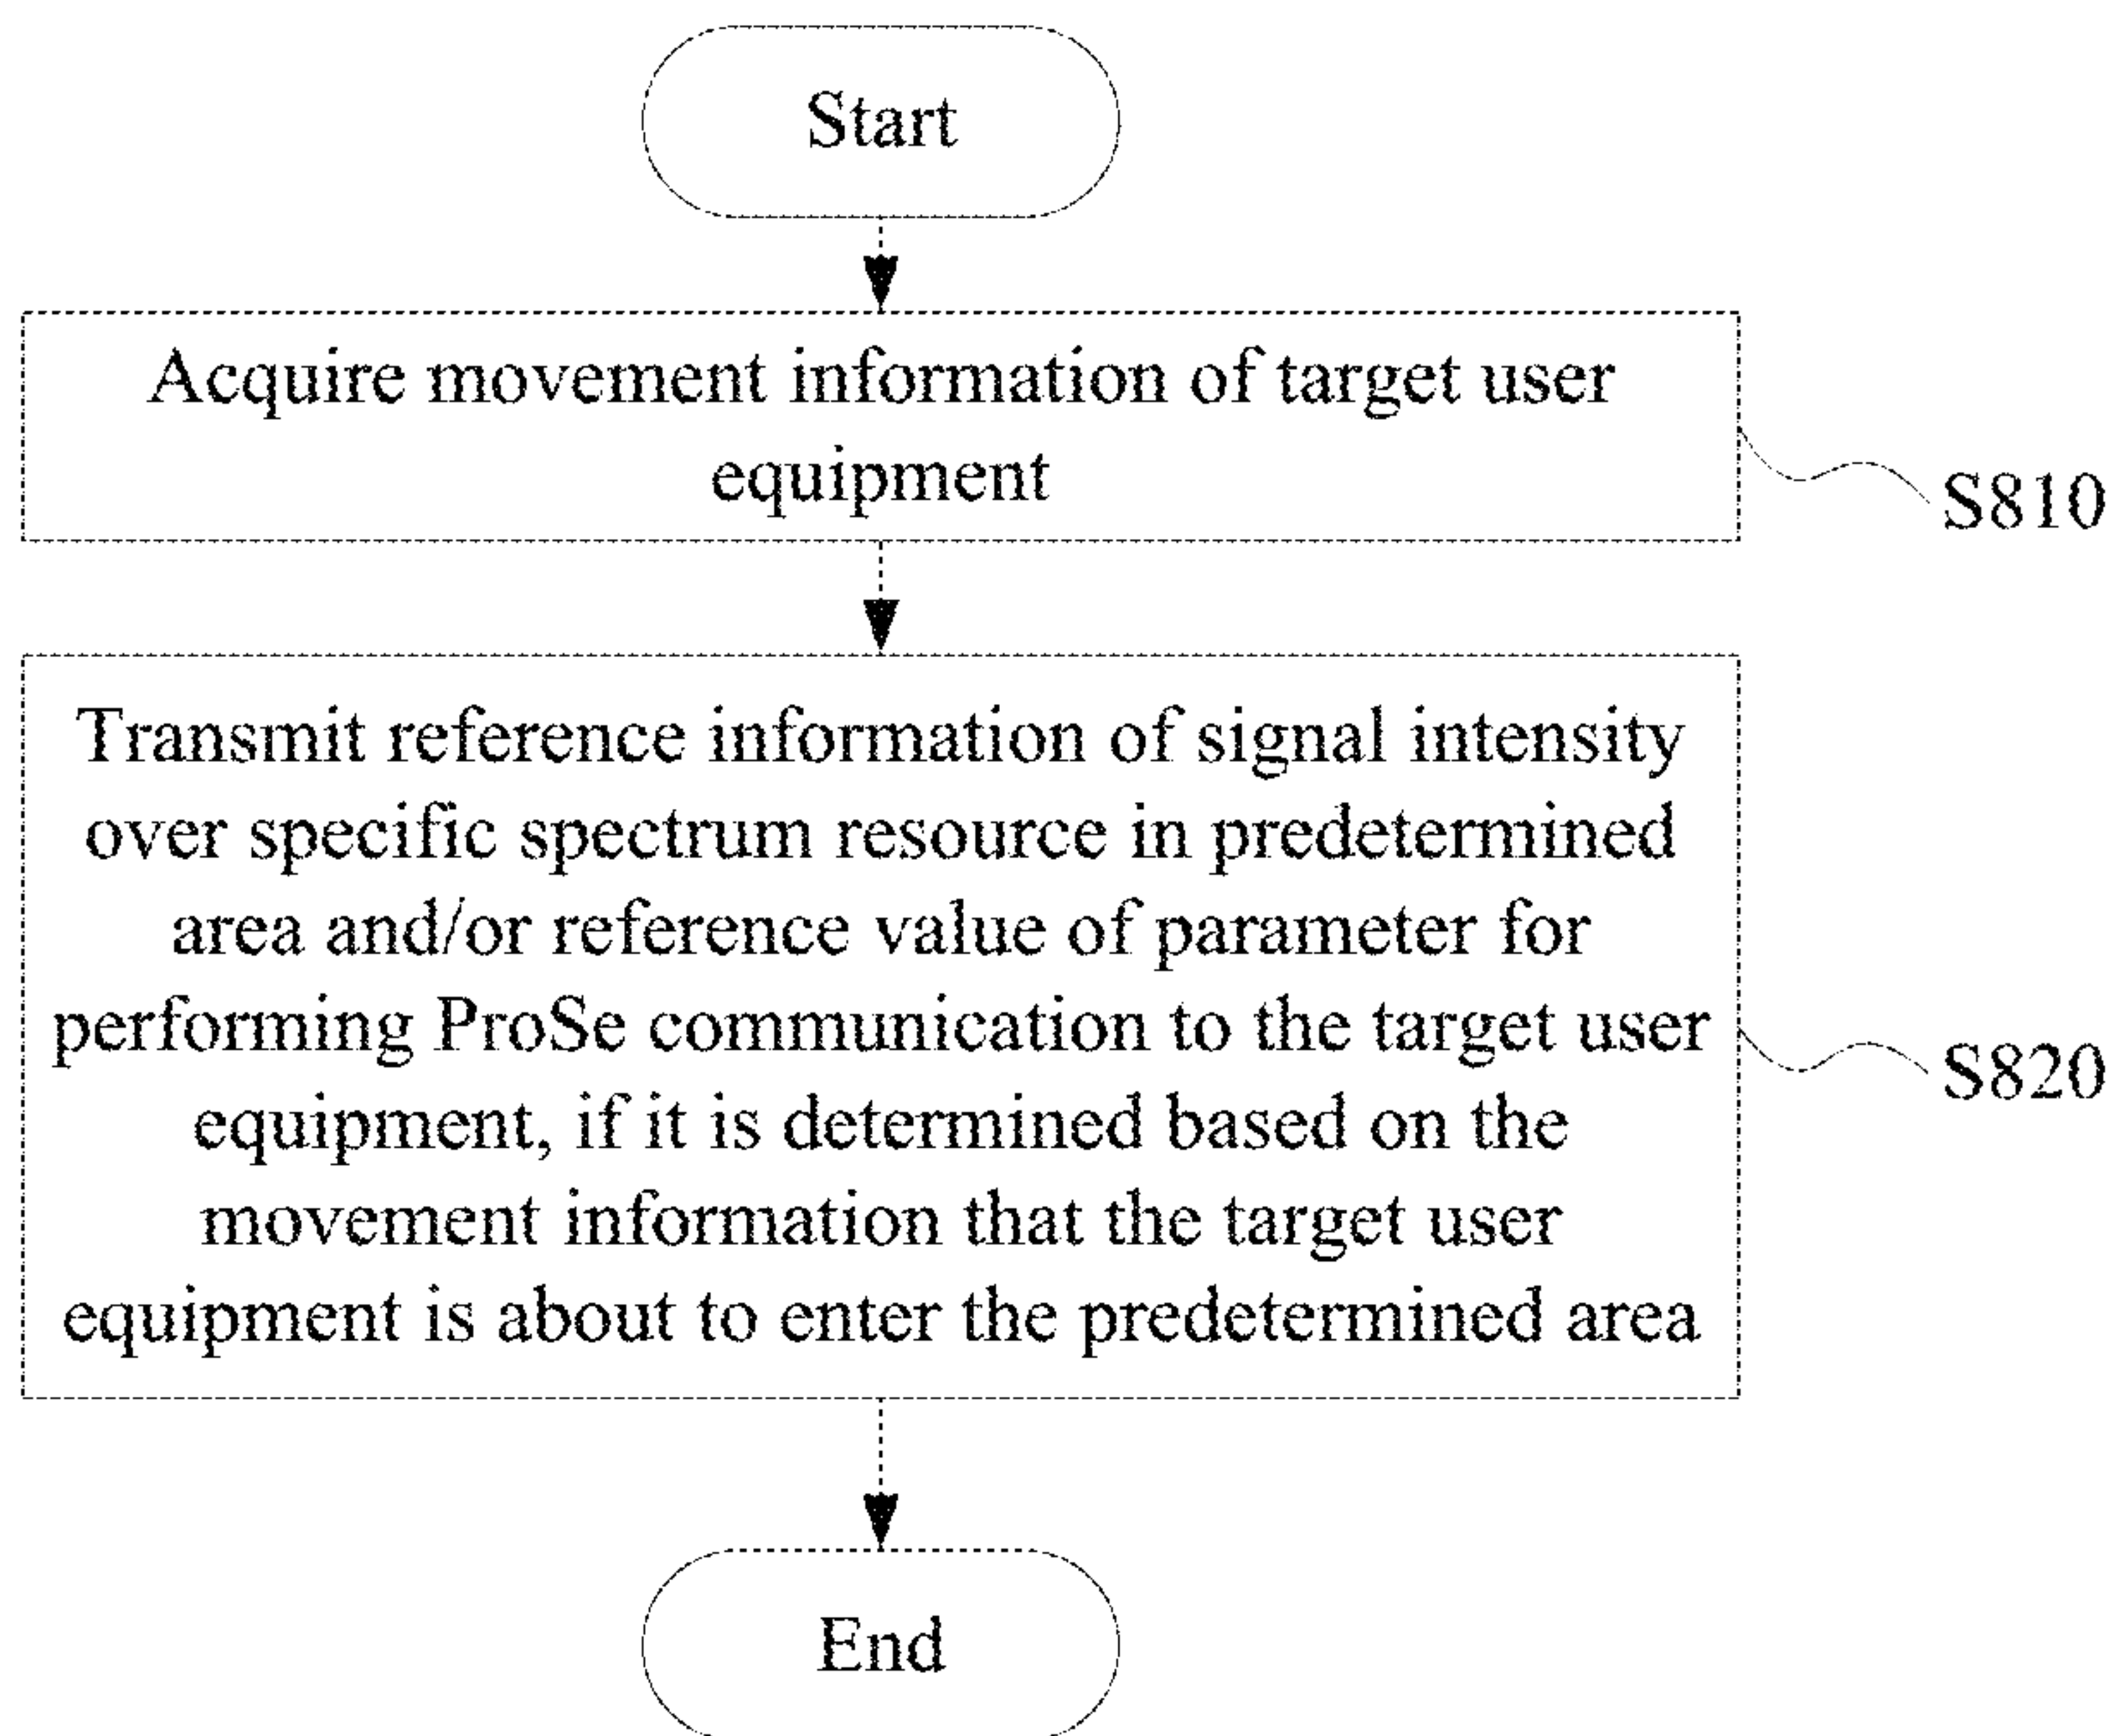 Start
Acquire movement information of target user
equipment
S810
Transmit reference information of signal intensity
over specific spectrum resource in predetermined
area and/or reference value of parameter for
performing ProSe communication to the target user
equipment, if it is determined based on the
movement information that the target user
equipment is about to enter the predetermined area
S820
End